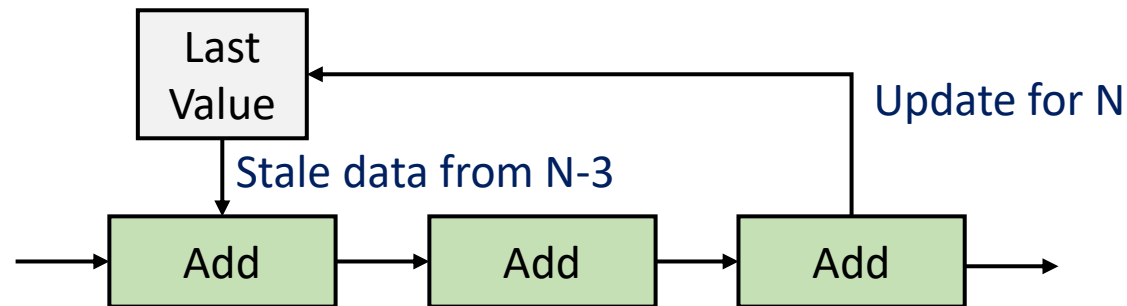 Last
Value
Update for N
Stale data from N-3
Add
Add
Add